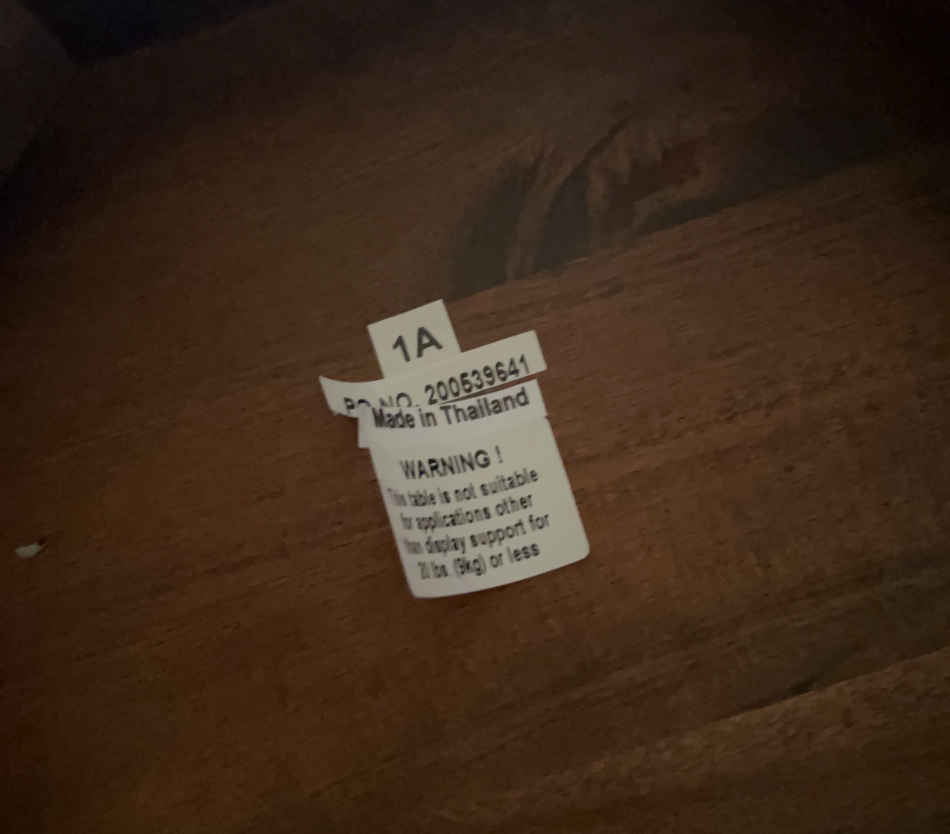 1A
PO NO. 200539641
Made in Thailand
WARNING !
This table is not suitable
for applications other
than display support for
20 lbs. (9kg) or less